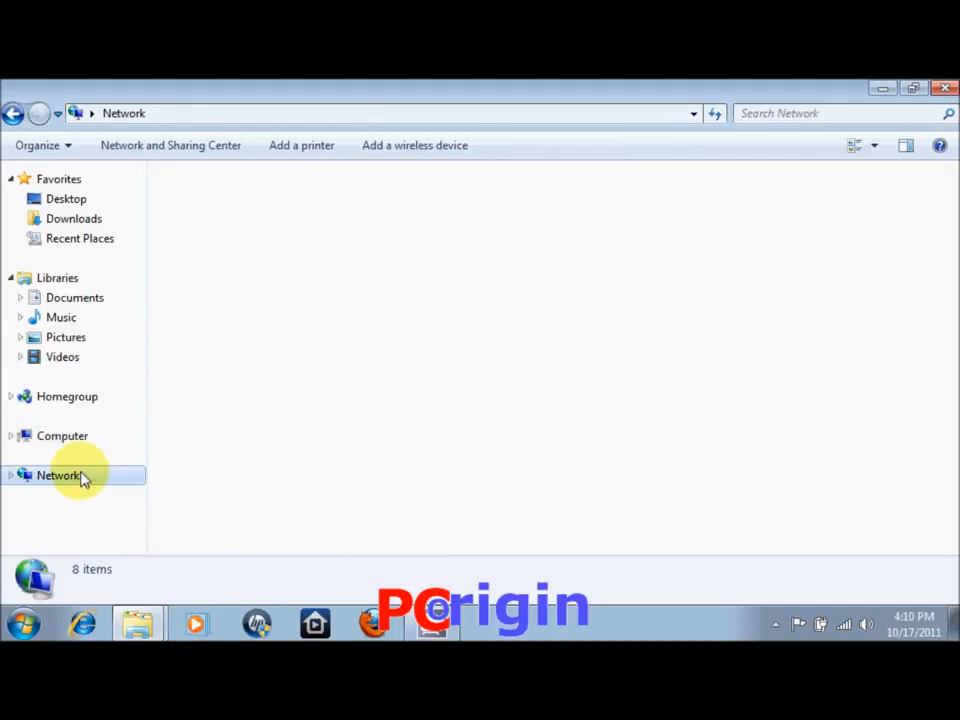 Network
Search Network
Organize
Network and Sharing Center
Add a printer
Add a wireless device
Favorites
Desktop
Downloads
Recent Places
Libraries
Documents
Music
Pictures
Videos
Homegroup
Computer
Network
8 items
PCorigin
4:10 PM
10/17/2011